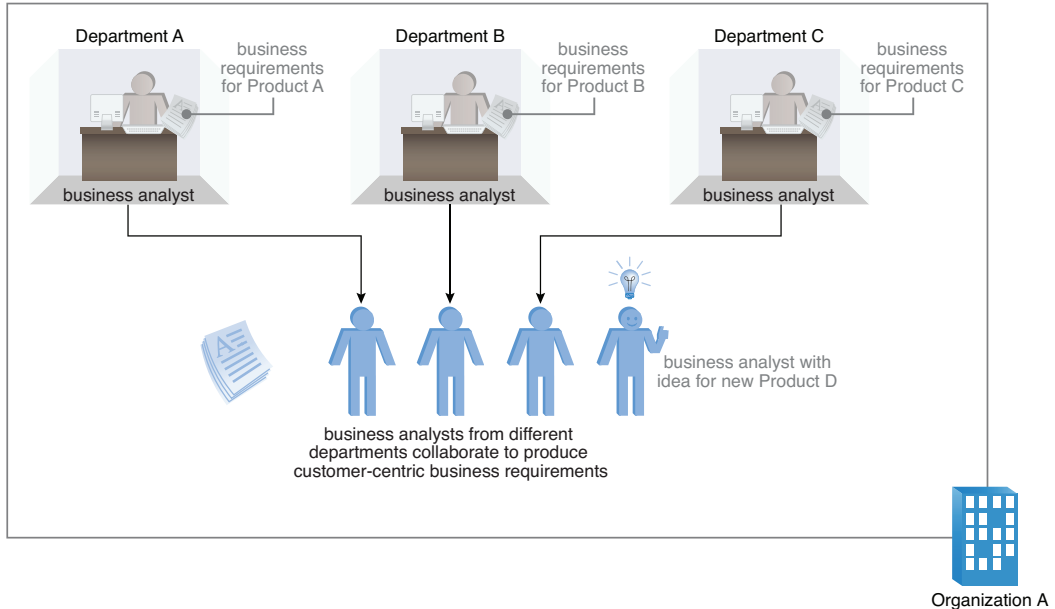 Department A
business
requirements
for Product A
business analyst
Department B
business
requirements
for Product B
business analyst
Department C
business
requirements
for Product C
business analyst
A
business analyst with
idea for new Product D
business analysts from different
departments collaborate to produce
customer-centric business requirements
Organization A